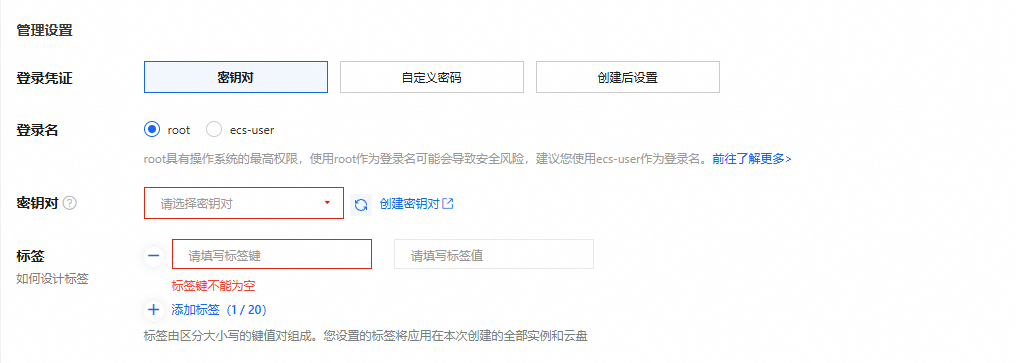 管理设置
登录凭证 密钥对 自定义密码 创建后设置
登录名 root ecs-user
root具有操作系统的最高权限，使用root作为登录名可能会导致安全风险，建议您使用ecs-user作为登录名。前往了解更多>
密钥对 ? 请选择密钥对 创建密钥对
标签 请填写标签键 请填写标签值
如何设计标签
标签键不能为空
添加标签（1 / 20）
标签由区分大小写的键值对组成。您设置的标签将应用在本次创建的全部实例和云盘